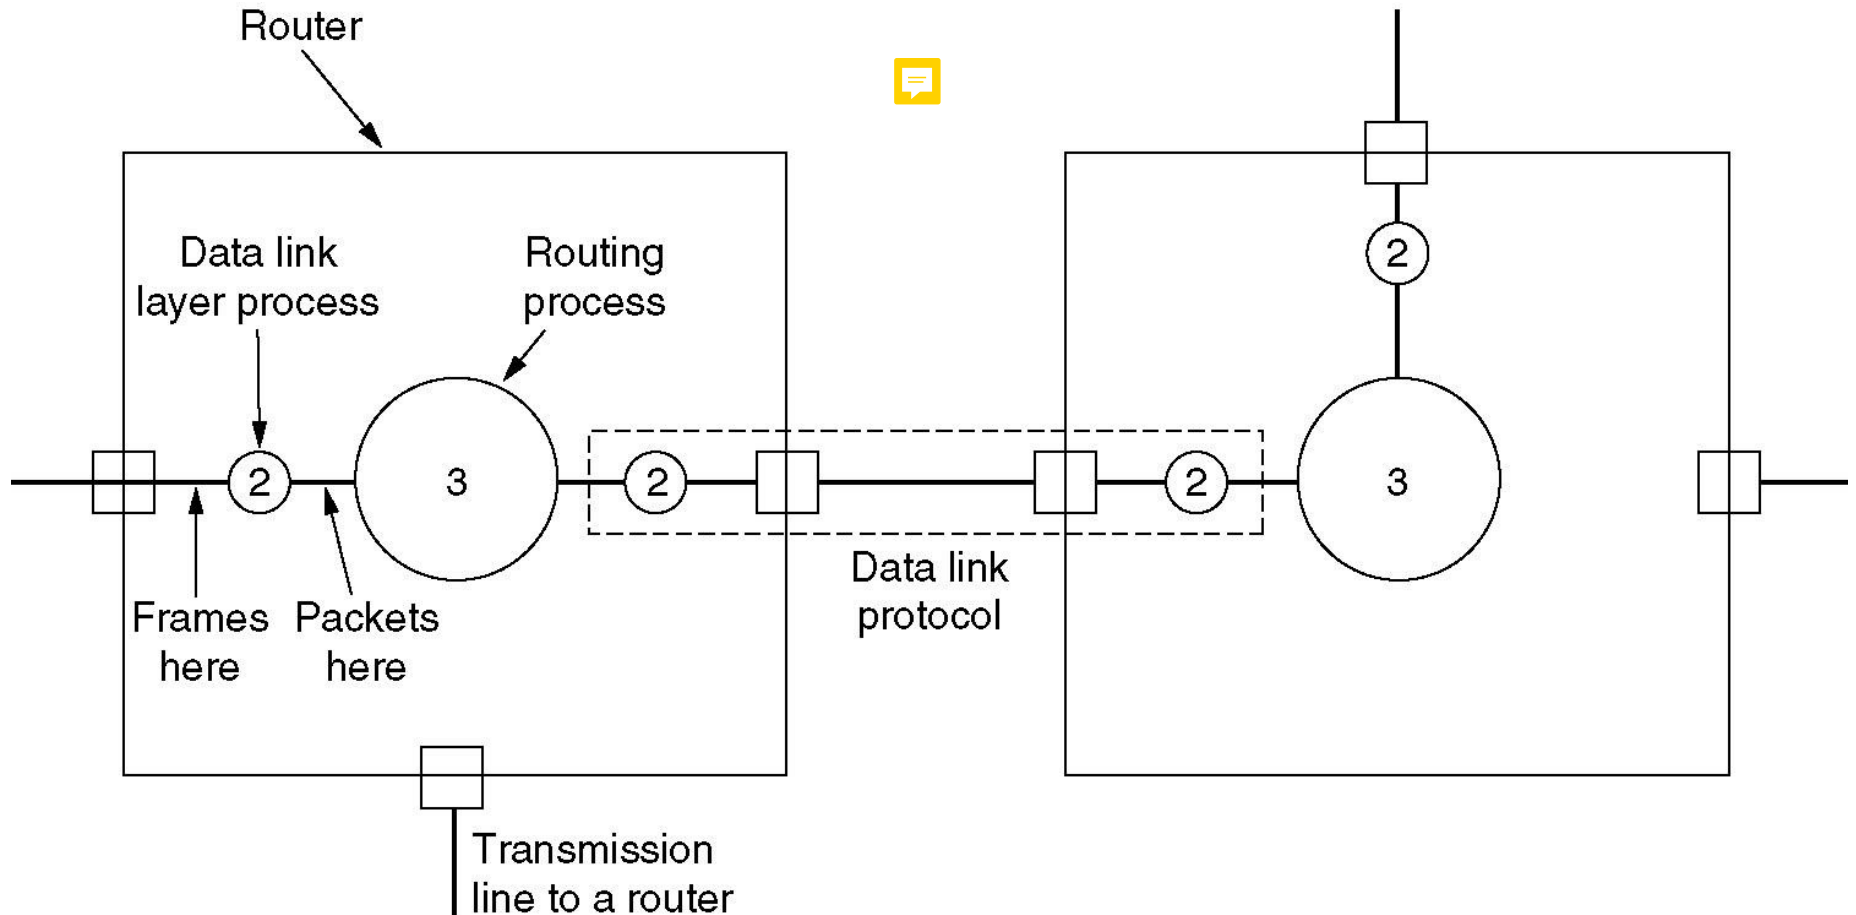 Router
Data link
layer process
Routing
process
2
2
3
2
2
3
Frames
here
Packets
here
Data link
protocol
Transmission
line to a router